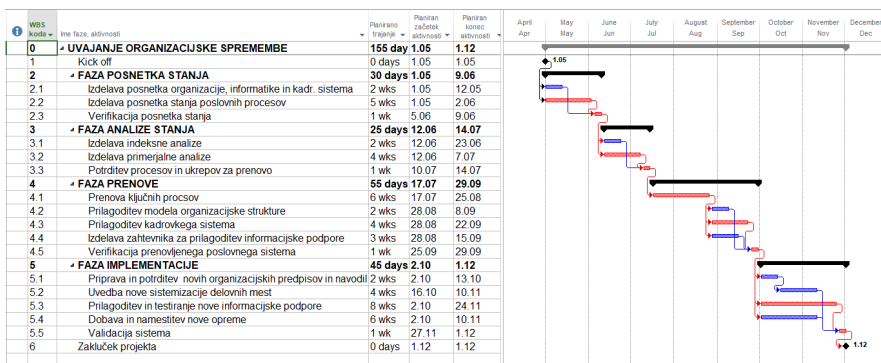 WBS koda Ime faze, aktivnosti Planirano trajanje Planiran začetek aktivnosti Planiran konec aktivnosti
April May June July August September October November December
Apr May Jun Jul Aug Sep Oct Nov Dec
0 UVAJANJE ORGANIZACIJSKE SPREMEMBE 155 day 1.05 1.12
1 Kick off 0 days 1.05 1.05 1.05
2 FAZA POSNETKA STANJA 30 days 1.05 9.06
2.1 Izdelava posnetka organizacije, informatike in kadr. sistema 2 wks 1.05 12.05
2.2 Izdelava posnetka stanja poslovnih procesov 5 wks 1.05 2.06
2.3 Verifikacija posnetka stanja 1 wk 5.06 9.06
3 FAZA ANALIZE STANJA 25 days 12.06 14.07
3.1 Izdelava indeksne analize 2 wks 12.06 23.06
3.2 Izdelava primerjalne analize 4 wks 12.06 7.07
3.3 Potrditev procesov in ukrepov za prenovo 1 wk 10.07 14.07
4 FAZA PRENOVE 55 days 17.07 29.09
4.1 Prenova ključnih procsov 6 wks 17.07 25.08
4.2 Prilagoditev modela organizacijske strukture 2 wks 28.08 8.09
4.3 Prilagoditev kadrovkega sistema 4 wks 28.08 22.09
4.4 Izdelava zahtevnika za prilagoditev informacijske podpore 3 wks 28.08 15.09
4.5 Verifikacija prenovljenega poslovnega sistema 1 wk 25.09 29.09
5 FAZA IMPLEMENTACIJE 45 days 2.10 1.12
5.1 Priprava in potrditev novih organizacijskih predpisov in navodil 2 wks 2.10 13.10
5.2 Uvedba nove sistemizacije delovnih mest 4 wks 16.10 10.11
5.3 Prilagoditev in testiranje nove informacijske podpore 8 wks 2.10 24.11
5.4 Dobava in namestitev nove opreme 6 wks 2.10 10.11
5.5 Validacija sistema 1 wk 27.11 1.12
6 Zakluček projekta 0 days 1.12 1.12 1.12